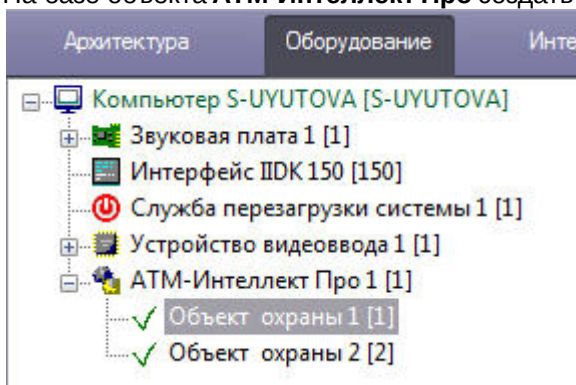 На базе объекта АТМ-Интеллект Про создать
Архитектура Оборудование Инте
Компьютер S-UYUTOVA [S-UYUTOVA]
Звуковая плата 1 [1]
Интерфейс IIDK 150 [150]
Служба перезагрузки системы 1 [1]
Устройство видеоввода 1 [1]
АТМ-Интеллект Про 1 [1]
Объект охраны 1 [1]
Объект охраны 2 [2]